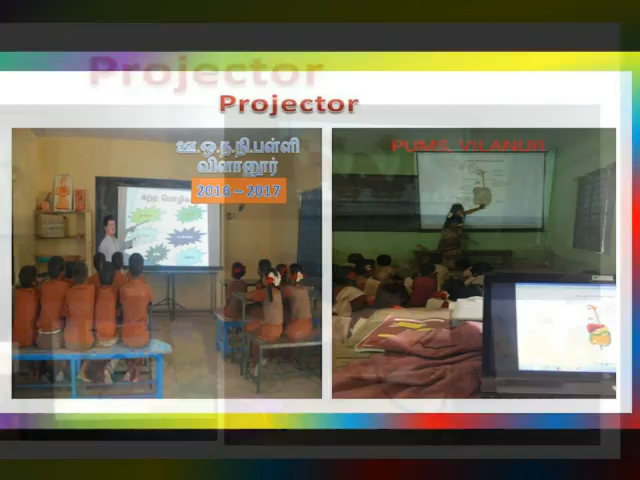 Projector
Projector
ஊ.ஒ.ந.நி.பள்ளி
விளானூர்
2016 – 2017
PUMS, VILANUR